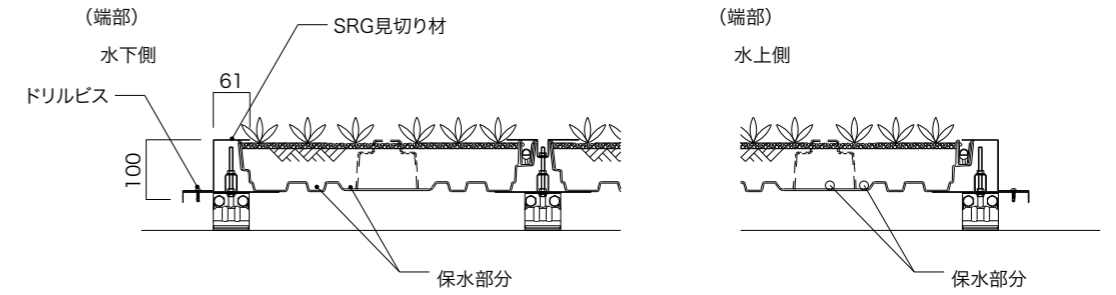 （端部）
水下側
SRG見切り材
61
ドリルビス
100
保水部分
（端部）
水上側
保水部分